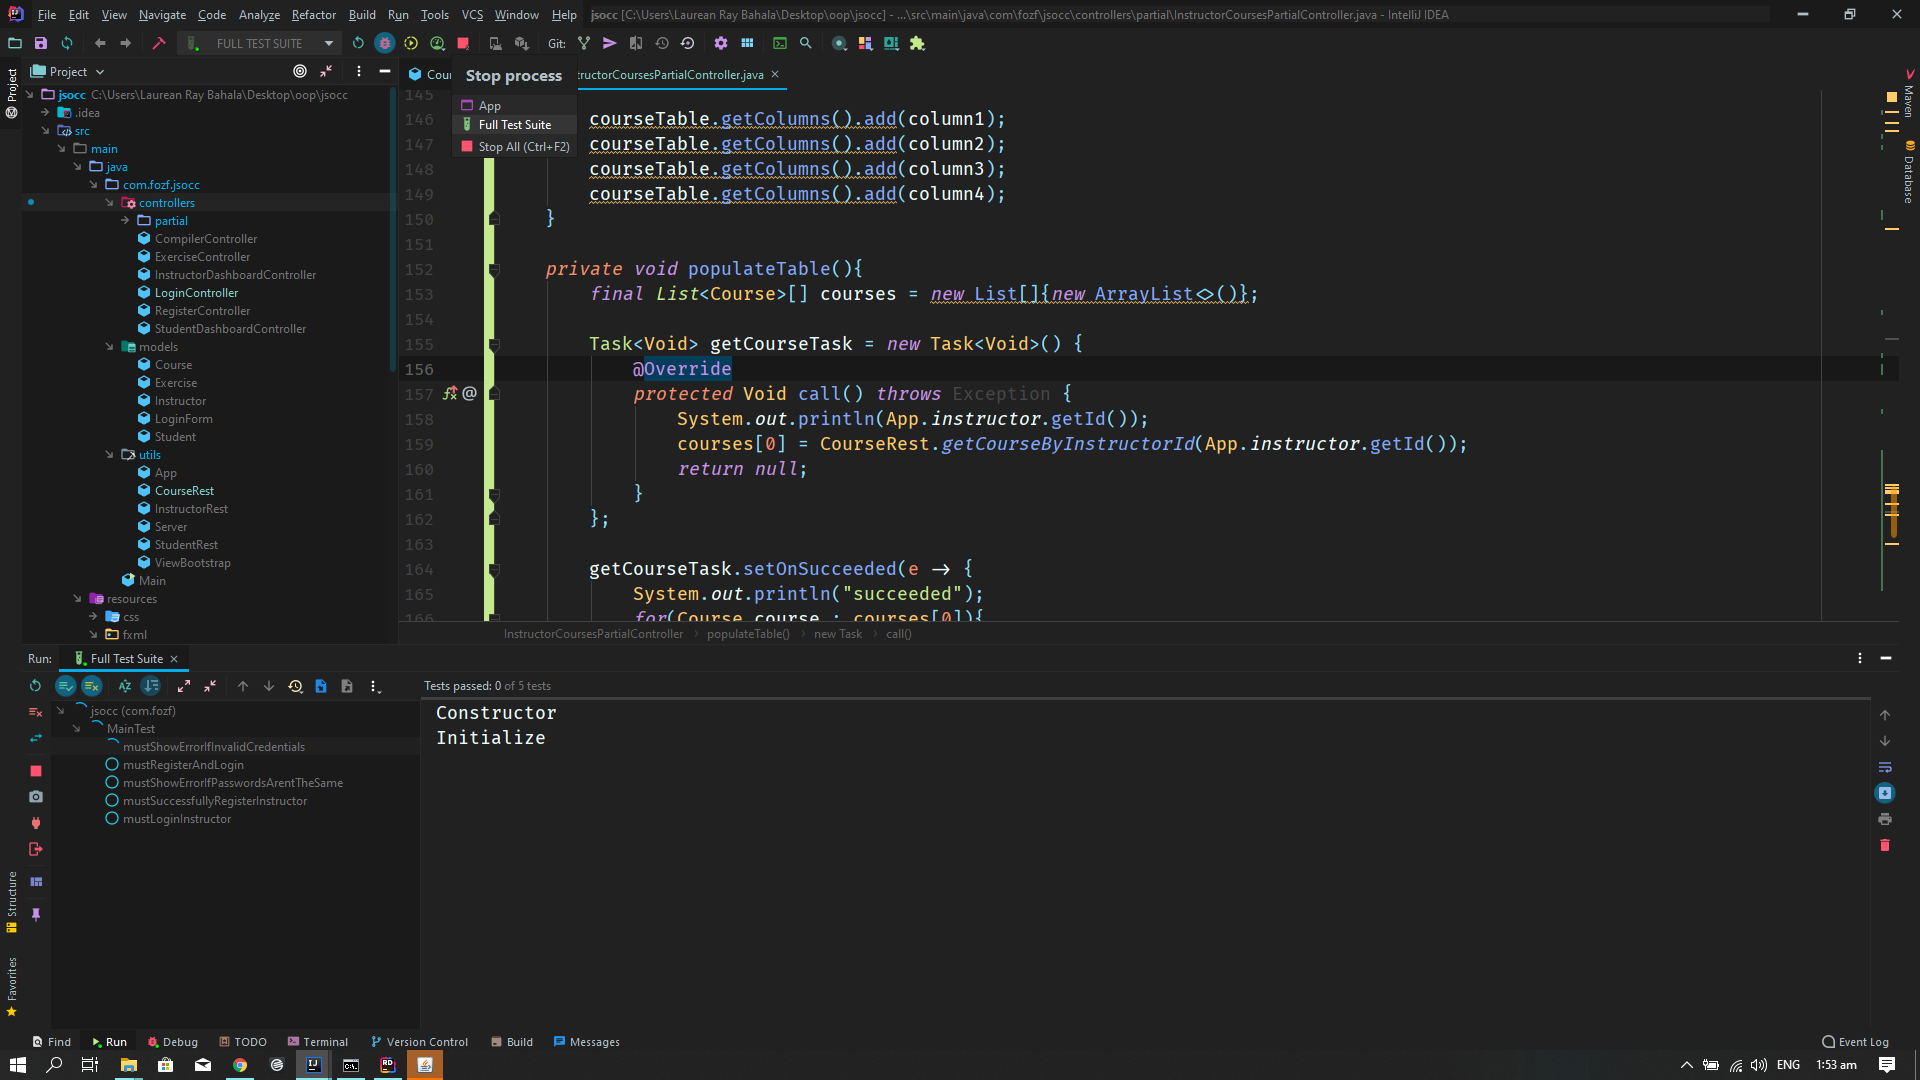 File Edit View Navigate Code Analyze Refactor Build Run Tools VCS Window Help jsocc [C:\Users\Laurean Ray Bahala\Desktop\oop\jsocc] - ...\src\main\java\com\fozf\jsocc\controllers\partial\InstructorCoursesPartialController.java - IntelliJ IDEA
FULL TEST SUITE Git:
Project
Project
Cou
Stop process
App
Full Test Suite
Stop All (Ctrl+F2)
structorCoursesPartialController.java
jsocc C:\Users\Laurean Ray Bahala\Desktop\oop\jsocc
.idea
src
main
java
com.fozf.jsocc
controllers
partial
CompilerController
ExerciseController
InstructorDashboardController
LoginController
RegisterController
StudentDashboardController
models
Course
Exercise
Instructor
LoginForm
Student
utils
App
CourseRest
InstructorRest
Server
StudentRest
ViewBootstrap
Main
resources
css
fxml
145
146 courseTable.getColumns().add(column1);
147 courseTable.getColumns().add(column2);
148 courseTable.getColumns().add(column3);
149 courseTable.getColumns().add(column4);
150 }
151
152 private void populateTable(){
153 final List<Course>[] courses = new List[]{new ArrayList<>()};
154
155 Task<Void> getCourseTask = new Task<Void>() {
156 @Override
157 protected Void call() throws Exception {
158 System.out.println(App.instructor.getId());
159 courses[0] = CourseRest.getCourseByInstructorId(App.instructor.getId());
160 return null;
161 }
162 };
163
164 getCourseTask.setOnSucceeded(e -> {
165 System.out.println("succeeded");
166 for(Course course : courses[0]){
InstructorCoursesPartialController > populateTable() > new Task > call()
Maven
Database
Run: Full Test Suite
Tests passed: 0 of 5 tests
jsocc (com.fozf)
MainTest
mustShowErrorIfInvalidCredentials
mustRegisterAndLogin
mustShowErrorIfPasswordsArentTheSame
mustSuccessfullyRegisterInstructor
mustLoginInstructor
Constructor
Initialize
Structure
Favorites
Find Run Debug TODO Terminal Version Control Build Messages Event Log
ENG 1:53 am